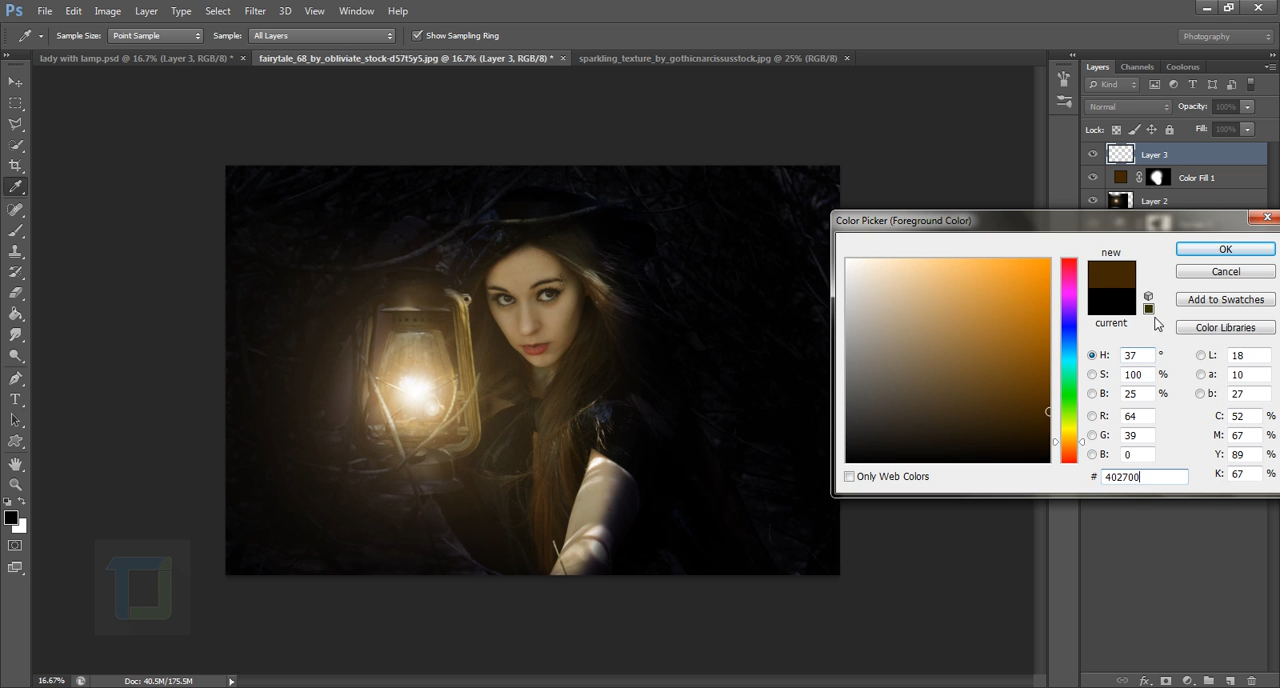 Ps File Edit Image Layer Type Select Filter 3D View Window Help
Sample Size: Point Sample Sample: All Layers Show Sampling Ring Photography
lady with lamp.psd @ 16.7% (Layer 3, RGB/8) * × fairytale_68_by_obliviate_stock-d57t5y5.jpg @ 16.7% (Layer 3, RGB/8) * × sparkling_texture_by_gothicnarcissusstock.jpg @ 25% (RGB/8) ×
Layers Channels Coolorus
Kind
Normal Opacity: 100%
Lock: Fill: 100%
Layer 3
Color Fill 1
Layer 2
Color Picker (Foreground Color)
new
current
OK
Cancel
Add to Swatches
Color Libraries
H: 37 ° L: 18
S: 100 % a: 10
B: 25 % b: 27
R: 64 C: 52 %
G: 39 M: 67 %
B: 0 Y: 89 %
# 402700 K: 67 %
Only Web Colors
16.67% Doc: 40.5M/175.5M